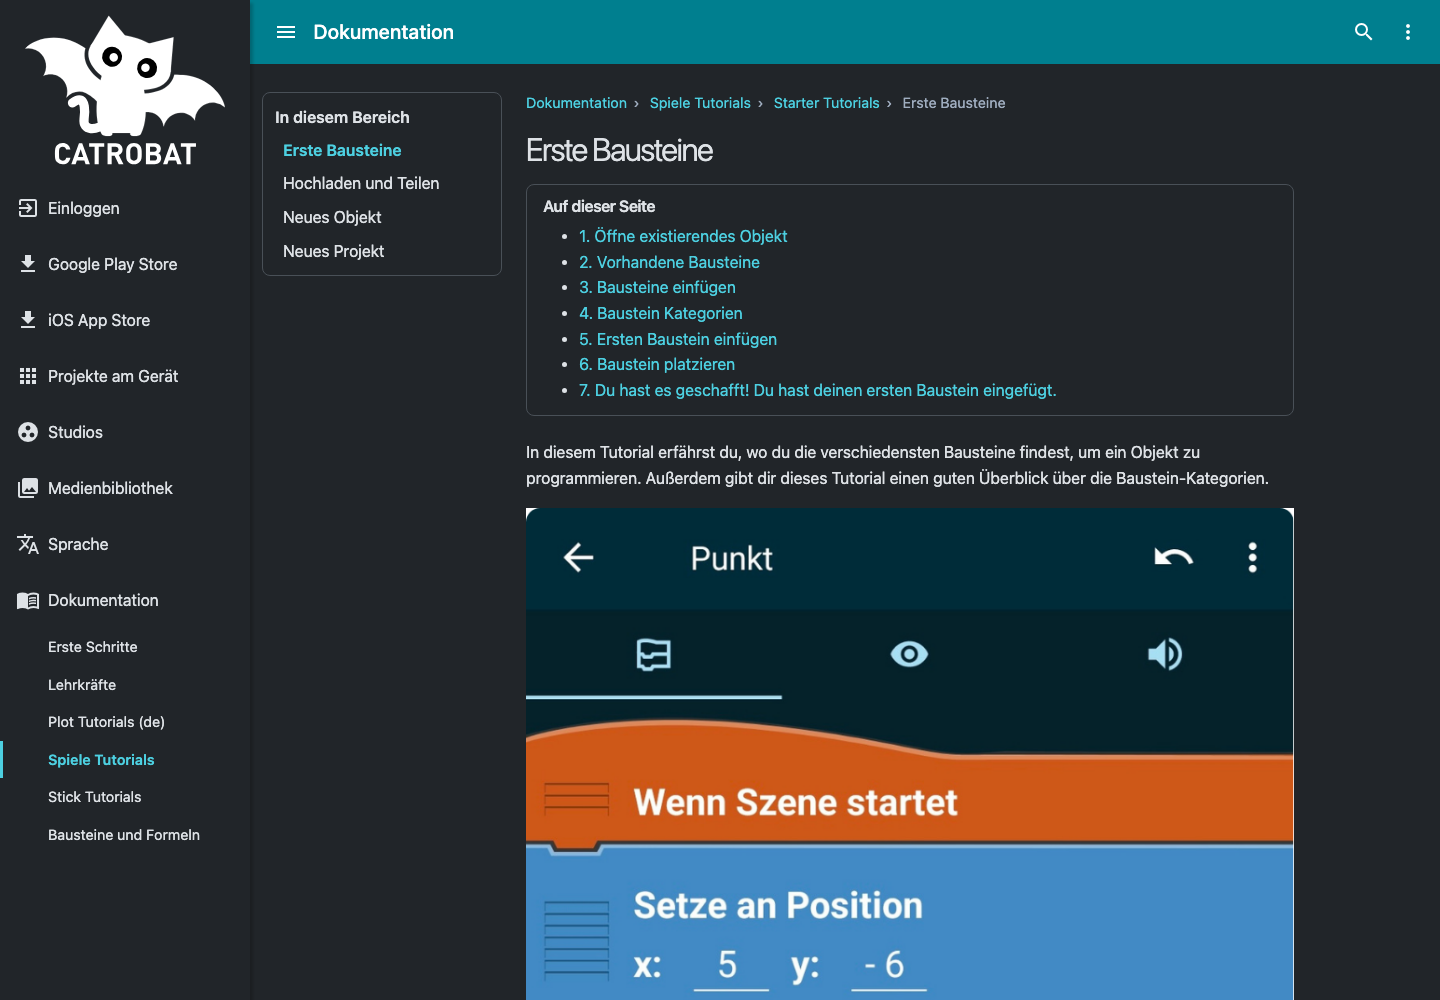 CATROBAT
Einloggen
Google Play Store
iOS App Store
Projekte am Gerät
Studios
Medienbibliothek
Sprache
Dokumentation
Erste Schritte
Lehrkräfte
Plot Tutorials (de)
Spiele Tutorials
Stick Tutorials
Bausteine und Formeln
Dokumentation
In diesem Bereich
Erste Bausteine
Hochladen und Teilen
Neues Objekt
Neues Projekt
Dokumentation › Spiele Tutorials › Starter Tutorials › Erste Bausteine
Erste Bausteine
Auf dieser Seite
1. Öffne existierendes Objekt
2. Vorhandene Bausteine
3. Bausteine einfügen
4. Baustein Kategorien
5. Ersten Baustein einfügen
6. Baustein platzieren
7. Du hast es geschafft! Du hast deinen ersten Baustein eingefügt.
In diesem Tutorial erfährst du, wo du die verschiedensten Bausteine findest, um ein Objekt zu
programmieren. Außerdem gibt dir dieses Tutorial einen guten Überblick über die Baustein-Kategorien.
Punkt
Wenn Szene startet
Setze an Position
x: 5 y: - 6